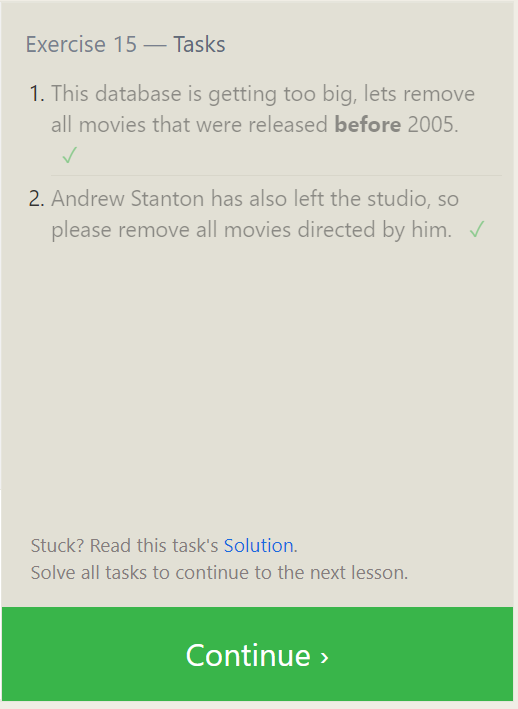 Exercise 15 — Tasks
1. This database is getting too big, lets remove
all movies that were released before 2005.
✓
2. Andrew Stanton has also left the studio, so
please remove all movies directed by him. ✓
Stuck? Read this task's Solution.
Solve all tasks to continue to the next lesson.
Continue ›